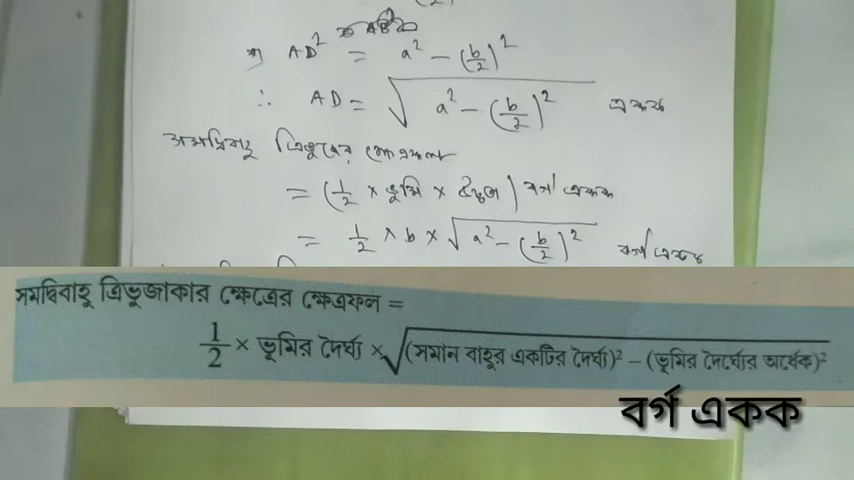 AD² = a² − (b/2)²
∴ AD = √(a² − (b/2)²) একক
সমদ্বিবাহু ত্রিভুজের ক্ষেত্রফল
= (1/2 × ভূমি × উচ্চতা) বর্গ একক
= 1/2 × b × √(a² − (b/2)²) বর্গ একক
সমদ্বিবাহু ত্রিভুজাকার ক্ষেত্রের ক্ষেত্রফল =
1/2 × ভূমির দৈর্ঘ্য × √((সমান বাহুর একটির দৈর্ঘ্য)² − (ভূমির দৈর্ঘ্যের অর্ধেক)²)
বর্গ একক